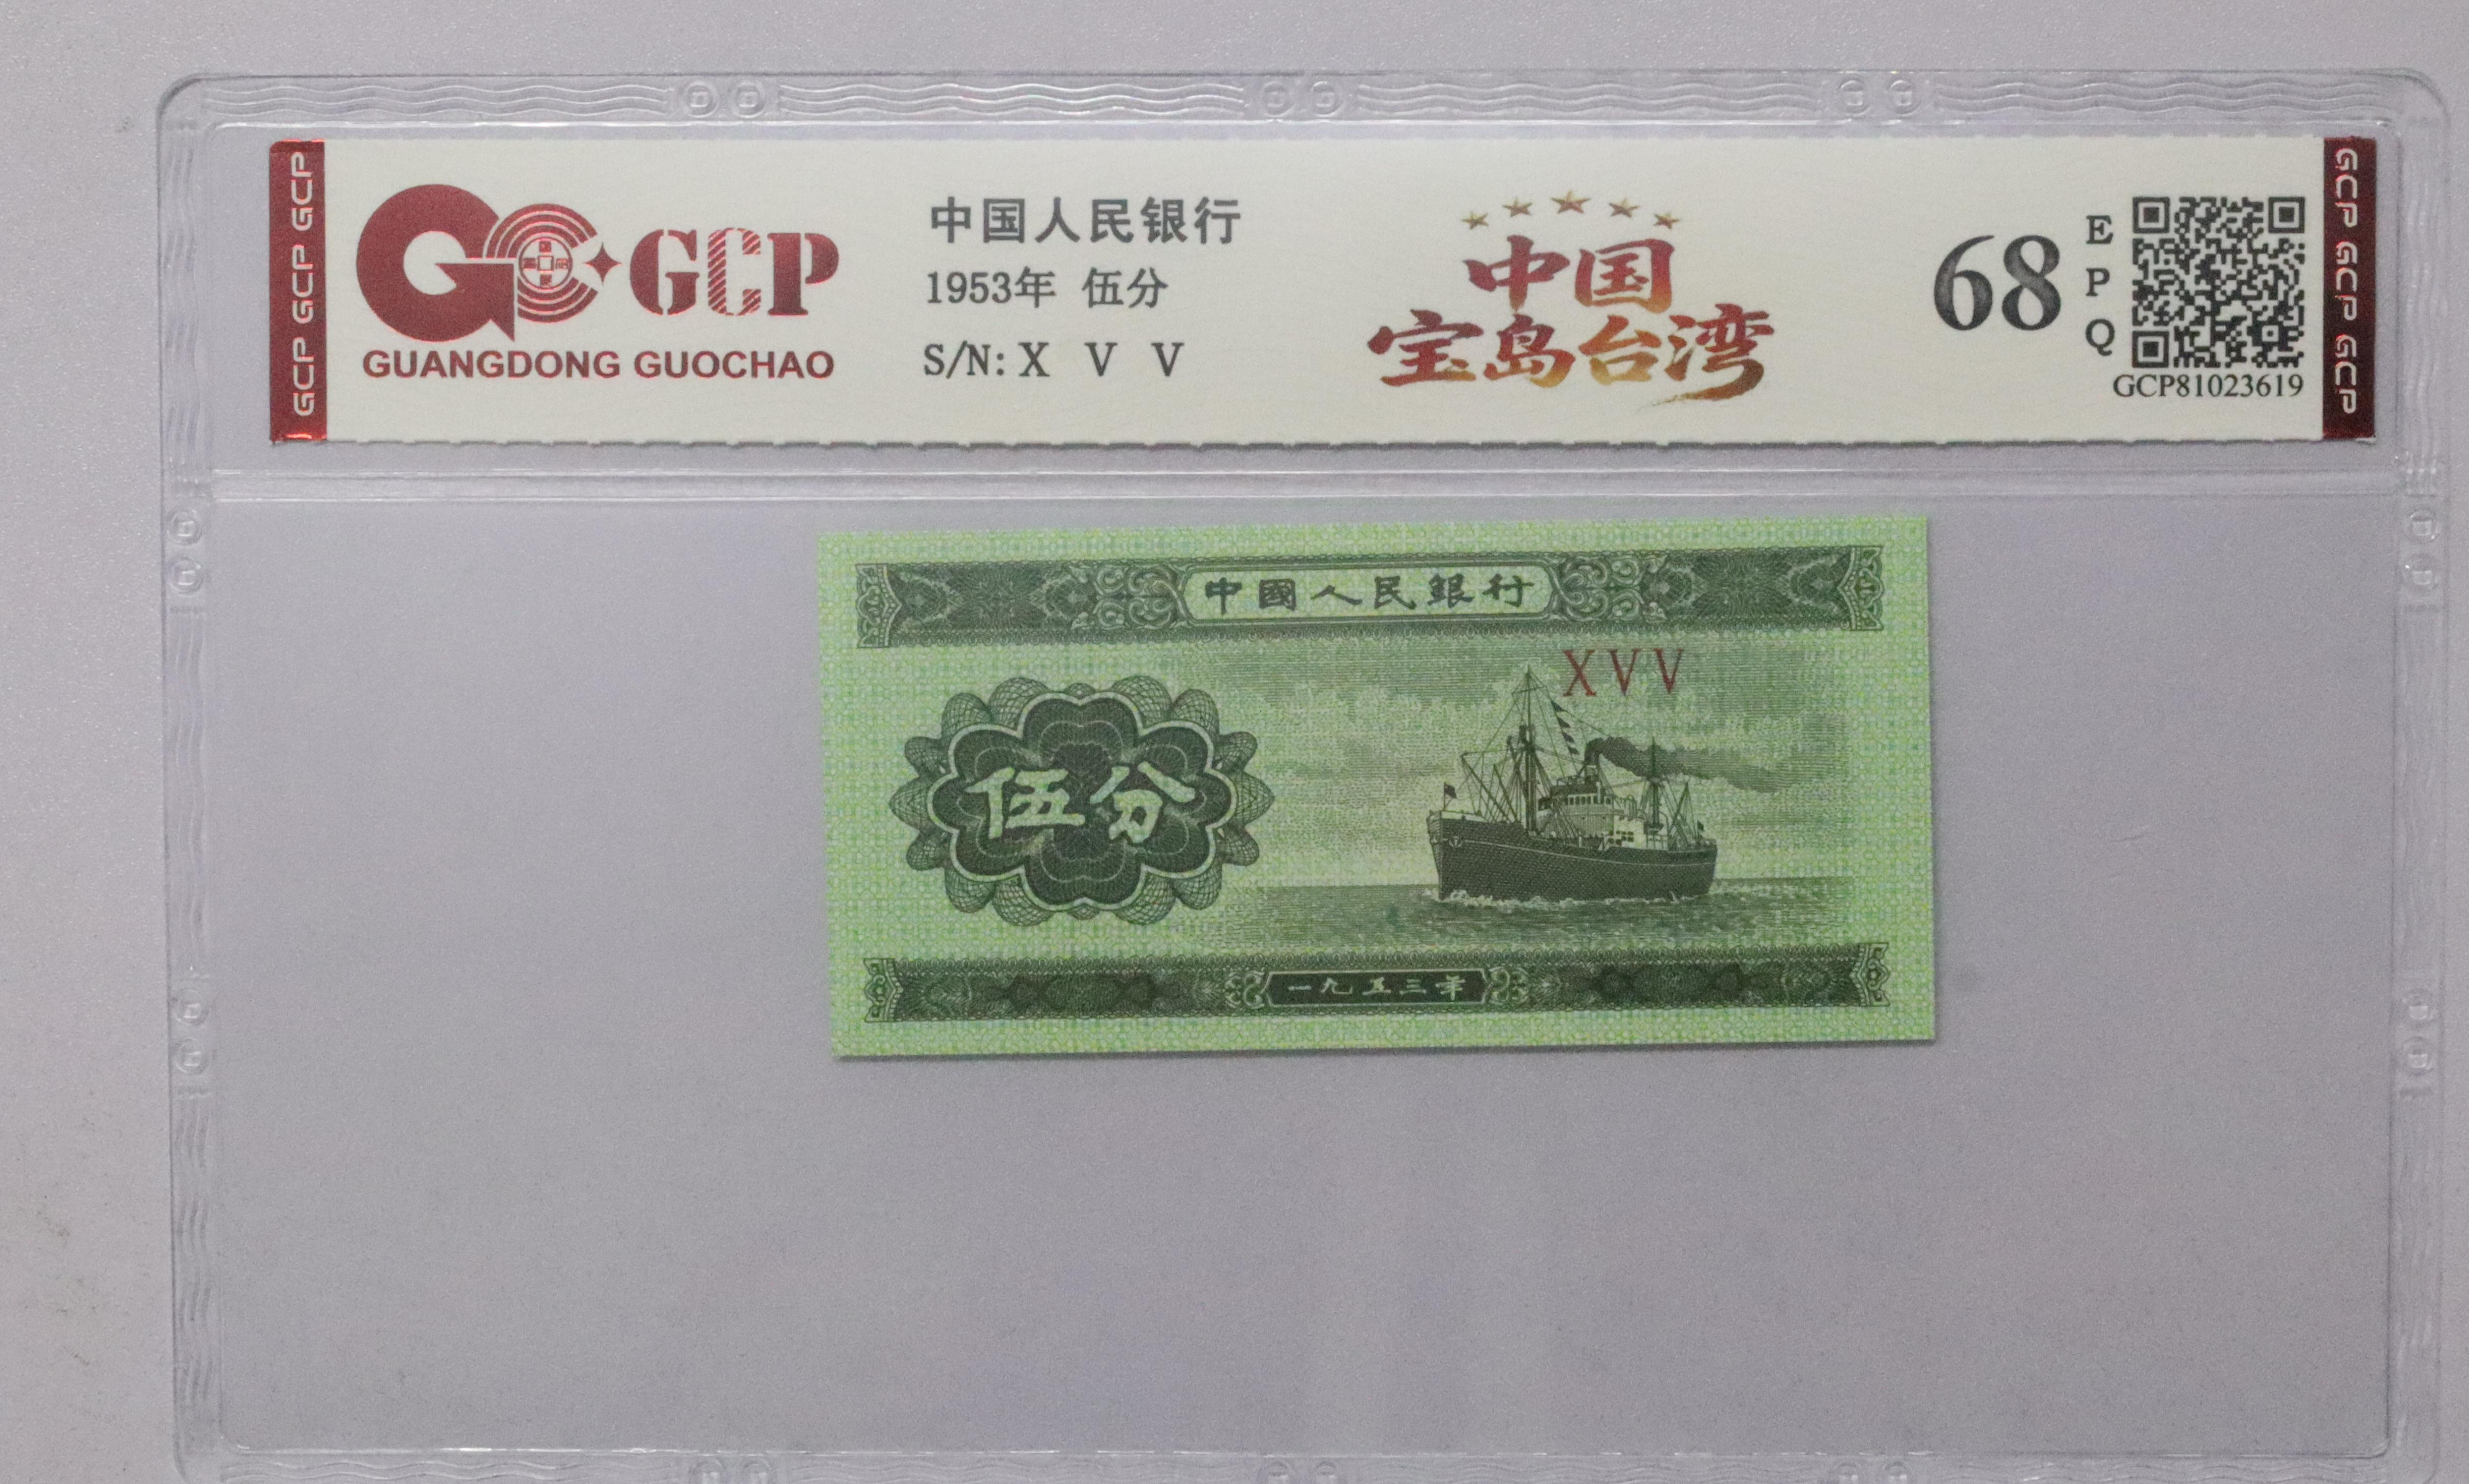 GCP GCP GCP
GCP
GUANGDONG GUOCHAO
中国人民银行
1953年 伍分
S/N: X V V
中国
宝岛台湾
68
E
P
Q
GCP81023619
GCP GCP GCP
中國人民銀行
XVV
伍分
一九五三年